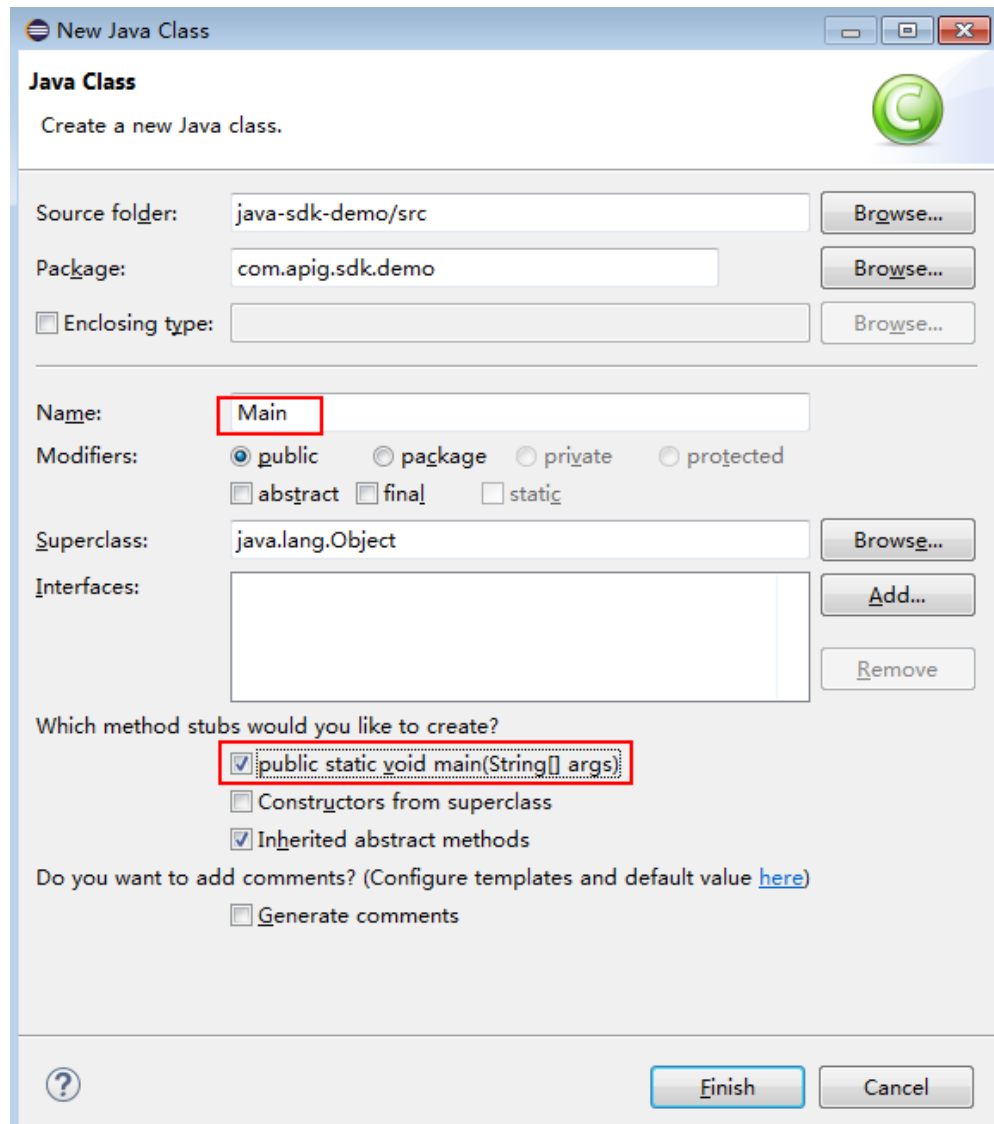 New Java Class
Java Class
Create a new Java class.
C
Source folder: java-sdk-demo/src Browse...
Package: com.apig.sdk.demo Browse...
Enclosing type: Browse...
Name: Main
Modifiers: public package private protected
abstract final static
Superclass: java.lang.Object Browse...
Interfaces: Add...
Remove
Which method stubs would you like to create?
public static void main(String[] args)
Constructors from superclass
Inherited abstract methods
Do you want to add comments? (Configure templates and default value here)
Generate comments
? Finish Cancel